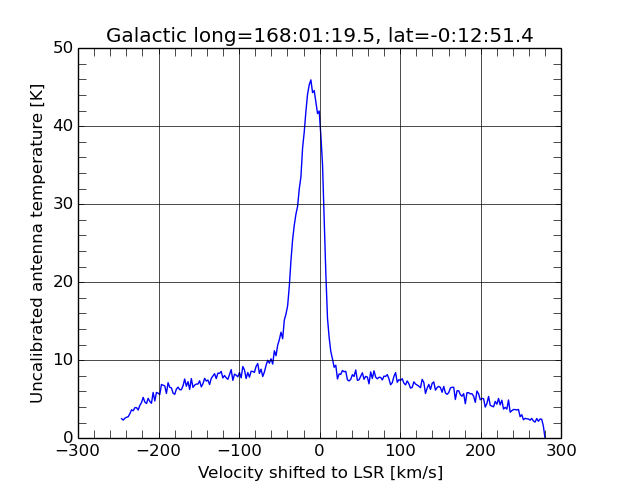 Galactic long=168:01:19.5, lat=-0:12:51.4
50
40
30
20
10
0
Uncalibrated antenna temperature [K]
−300 −200 −100 0 100 200 300
Velocity shifted to LSR [km/s]